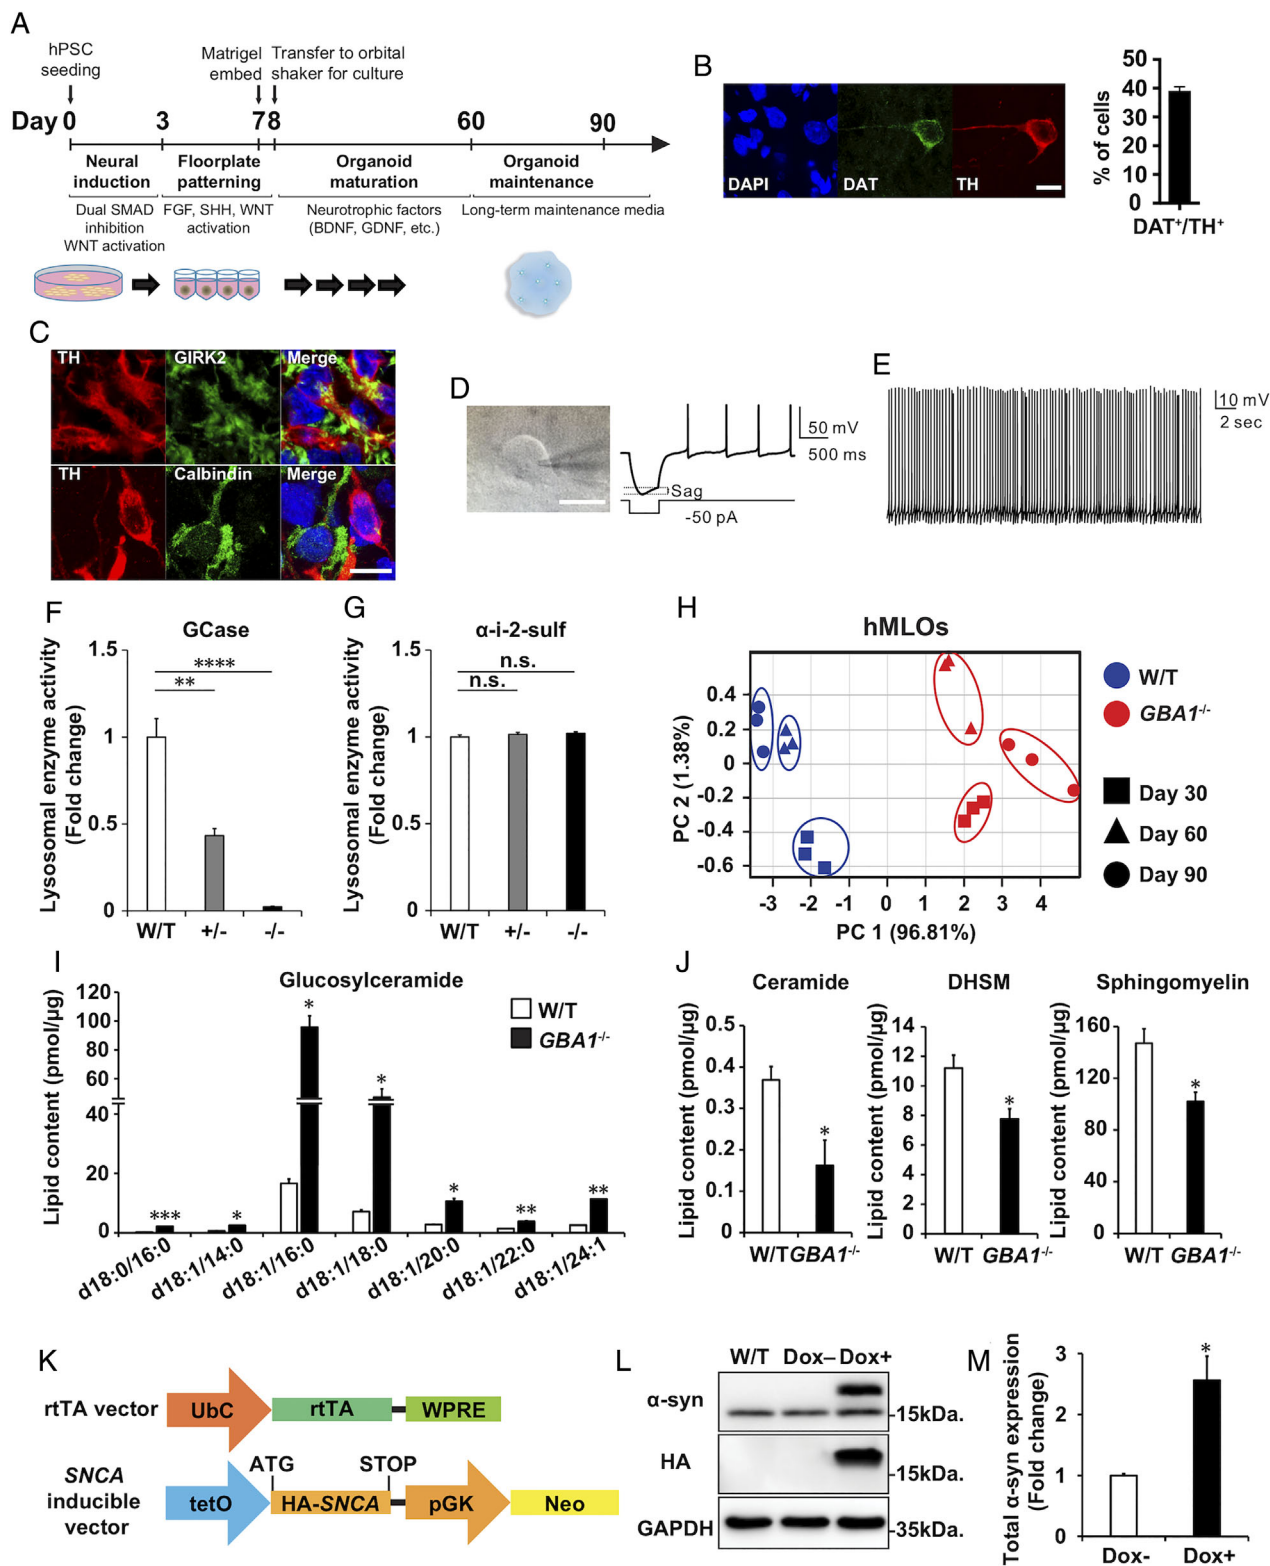 A
hPSC
seeding
Matrigel
embed
Transfer to orbital
shaker for culture
Day 0 3 7 8 60 90
Neural
induction
Floorplate
patterning
Organoid
maturation
Organoid
maintenance
Dual SMAD
inhibition
WNT activation
FGF, SHH, WNT
activation
Neurotrophic factors
(BDNF, GDNF, etc.)
Long-term maintenance media
B
DAPI DAT TH
% of cells
50
40
30
20
10
0
DAT⁺/TH⁺
C
TH GIRK2 Merge
TH Calbindin Merge
D
50 mV
500 ms
Sag
-50 pA
E
10 mV
2 sec
F
GCase
Lysosomal enzyme activity
(Fold change)
1.5
1
0.5
0
****
**
W/T +/- -/-
G
α-i-2-sulf
Lysosomal enzyme activity
(Fold change)
1.5
1
0.5
0
n.s.
n.s.
W/T +/- -/-
H
hMLOs
PC 2 (1.38%)
0.4
0.2
0
-0.2
-0.4
-0.6
-3 -2 -1 0 1 2 3 4
PC 1 (96.81%)
W/T
GBA1⁻/⁻
Day 30
Day 60
Day 90
I
Glucosylceramide
Lipid content (pmol/µg)
120
100
80
60
40
20
0
W/T
GBA1⁻/⁻
*** * * * * ** **
d18:0/16:0 d18:1/14:0 d18:1/16:0 d18:1/18:0 d18:1/20:0 d18:1/22:0 d18:1/24:1
J
Ceramide
Lipid content (pmol/µg)
0.5
0.4
0.3
0.2
0.1
0
*
W/T GBA1⁻/⁻
DHSM
Lipid content (pmol/µg)
14
12
10
8
6
4
2
0
*
W/T GBA1⁻/⁻
Sphingomyelin
Lipid content (pmol/µg)
160
120
80
40
0
*
W/T GBA1⁻/⁻
K
rtTA vector
UbC rtTA WPRE
SNCA
inducible
vector
ATG STOP
tetO HA-SNCA pGK Neo
L
W/T Dox– Dox+
α-syn
-15kDa.
HA
-15kDa.
GAPDH
-35kDa.
M
Total α-syn expression
(Fold change)
3
2
1
0
*
Dox- Dox+